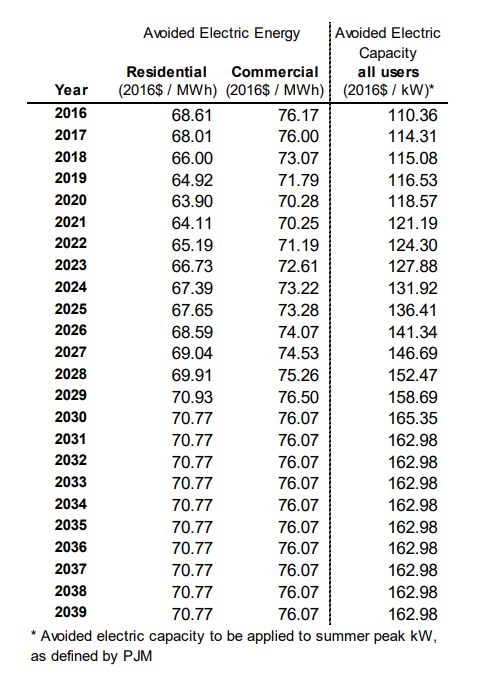 Avoided Electric Energy Avoided Electric
Capacity
Residential Commercial all users
Year (2016$ / MWh) (2016$ / MWh) (2016$ / kW)*
2016 68.61 76.17 110.36
2017 68.01 76.00 114.31
2018 66.00 73.07 115.08
2019 64.92 71.79 116.53
2020 63.90 70.28 118.57
2021 64.11 70.25 121.19
2022 65.19 71.19 124.30
2023 66.73 72.61 127.88
2024 67.39 73.22 131.92
2025 67.65 73.28 136.41
2026 68.59 74.07 141.34
2027 69.04 74.53 146.69
2028 69.91 75.26 152.47
2029 70.93 76.50 158.69
2030 70.77 76.07 165.35
2031 70.77 76.07 162.98
2032 70.77 76.07 162.98
2033 70.77 76.07 162.98
2034 70.77 76.07 162.98
2035 70.77 76.07 162.98
2036 70.77 76.07 162.98
2037 70.77 76.07 162.98
2038 70.77 76.07 162.98
2039 70.77 76.07 162.98
* Avoided electric capacity to be applied to summer peak kW,
as defined by PJM